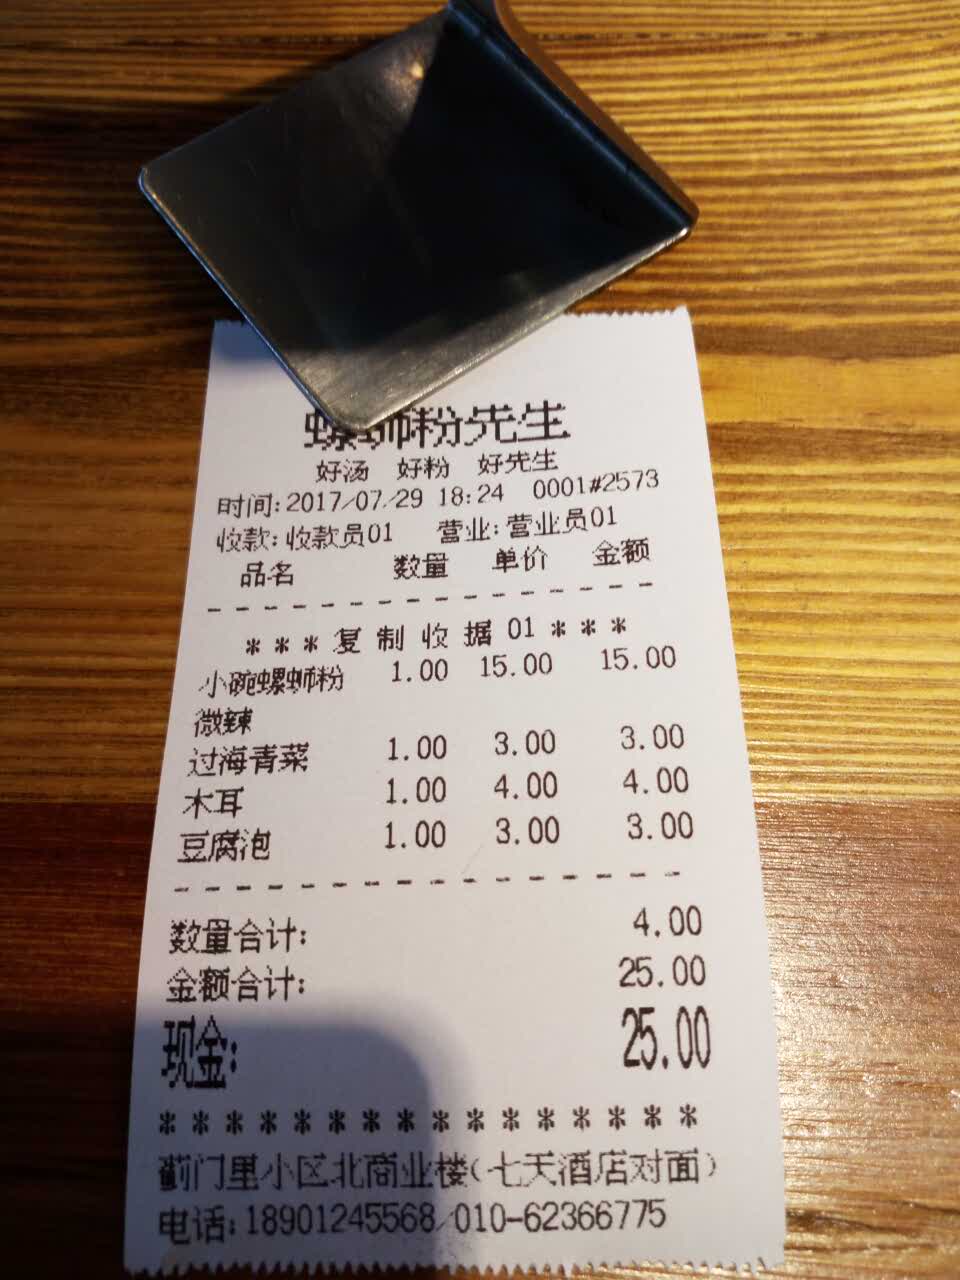 螺蛳粉先生
好汤 好粉 好先生
时间:2017/07/29 18:24 0001#2573
收款:收款员01 营业:营业员01
品名 数量 单价 金额
***复制收据01***
小碗螺蛳粉 1.00 15.00 15.00
微辣
过海青菜 1.00 3.00 3.00
木耳 1.00 4.00 4.00
豆腐泡 1.00 3.00 3.00
数量合计: 4.00
金额合计: 25.00
现金: 25.00
****************
蓟门里小区北商业楼(七天酒店对面)
电话:18901245568/010-62366775